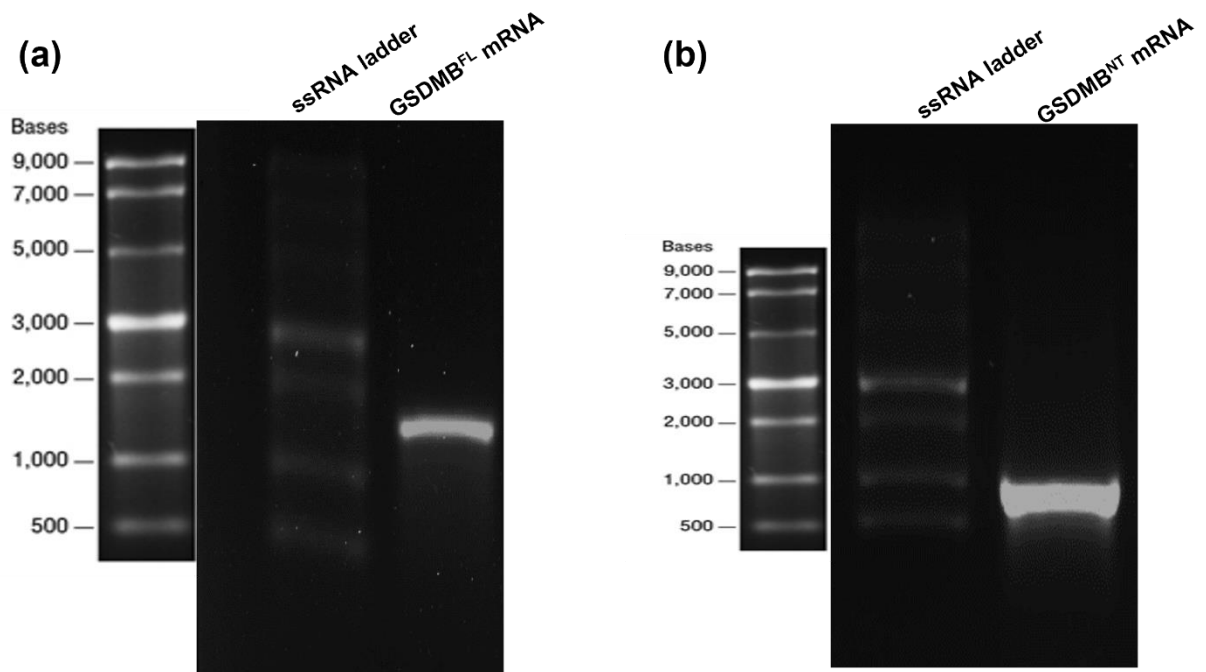 (a)
ssRNA ladder
GSDMBFL mRNA
Bases
9,000
7,000
5,000
3,000
2,000
1,000
500
(b)
ssRNA ladder
GSDMBNT mRNA
Bases
9,000
7,000
5,000
3,000
2,000
1,000
500